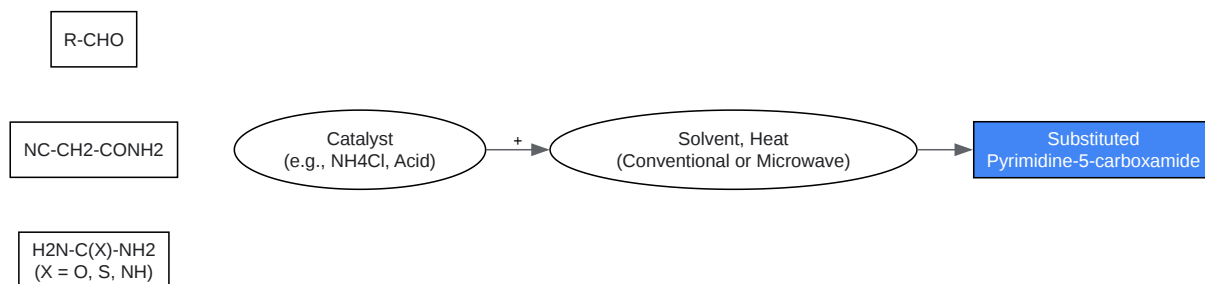 R-CHO
NC-CH2-CONH2
H2N-C(X)-NH2
(X = O, S, NH)
Catalyst
(e.g., NH4Cl, Acid)
+
Solvent, Heat
(Conventional or Microwave)
Substituted
Pyrimidine-5-carboxamide